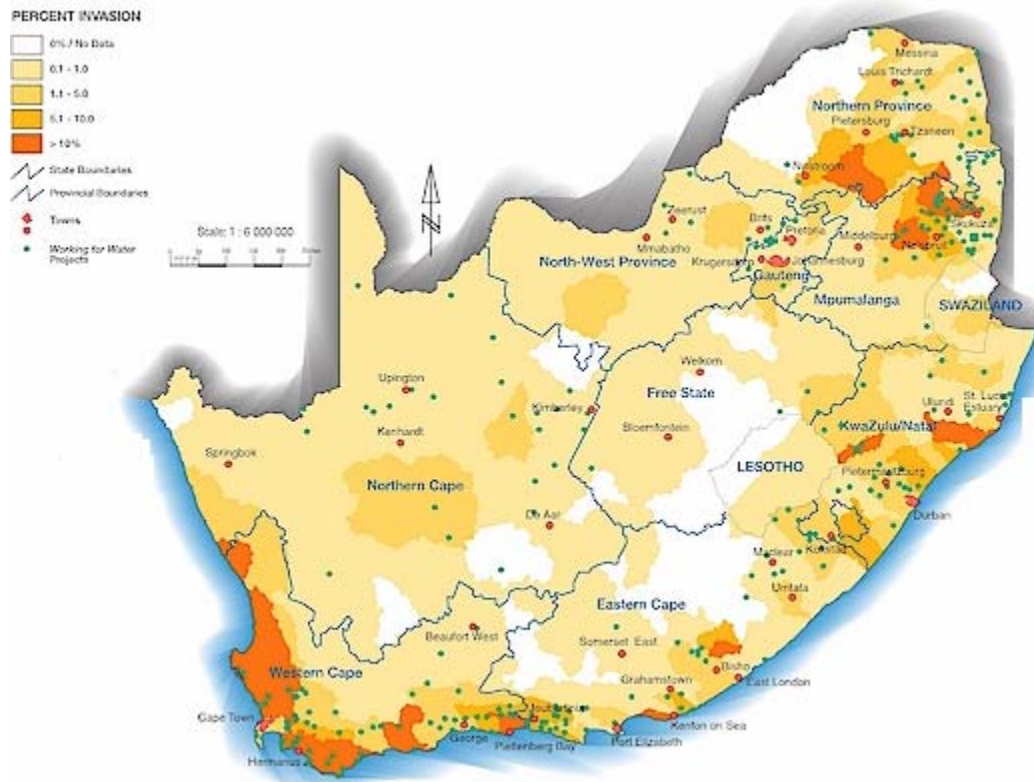 PERCENT INVASION
0% / No Data
0.1 - 1.0
1.1 - 5.0
5.1 - 10.0
> 10%
State Boundaries
Provincial Boundaries
Towns
Working for Water
Projects
Scale: 1 : 6 000 000
N
Messina
Louis Trichardt
Northern Province
Pietersburg
Tzaneen
Nylstroom
Zeerust
Brits
Pretoria
Middelburg
Skukuza
Nelspruit
Mmabatho
North-West Province
Krugersdorp
Johannesburg
Gauteng
Mpumalanga
SWAZILAND
Welkom
Upington
Free State
Kimberley
Ulundi
St. Lucia
Estuary
KwaZulu/Natal
Kenhardt
Bloemfontein
Springbok
LESOTHO
Pietermaritzburg
Northern Cape
Durban
De Aar
Kokstad
Maclear
Umtata
Eastern Cape
Beaufort West
Somerset East
Western Cape
Bisho
Grahamstown
East London
Cape Town
Joubertina
George
Plettenberg Bay
Kenton on Sea
Port Elizabeth
Hermanus